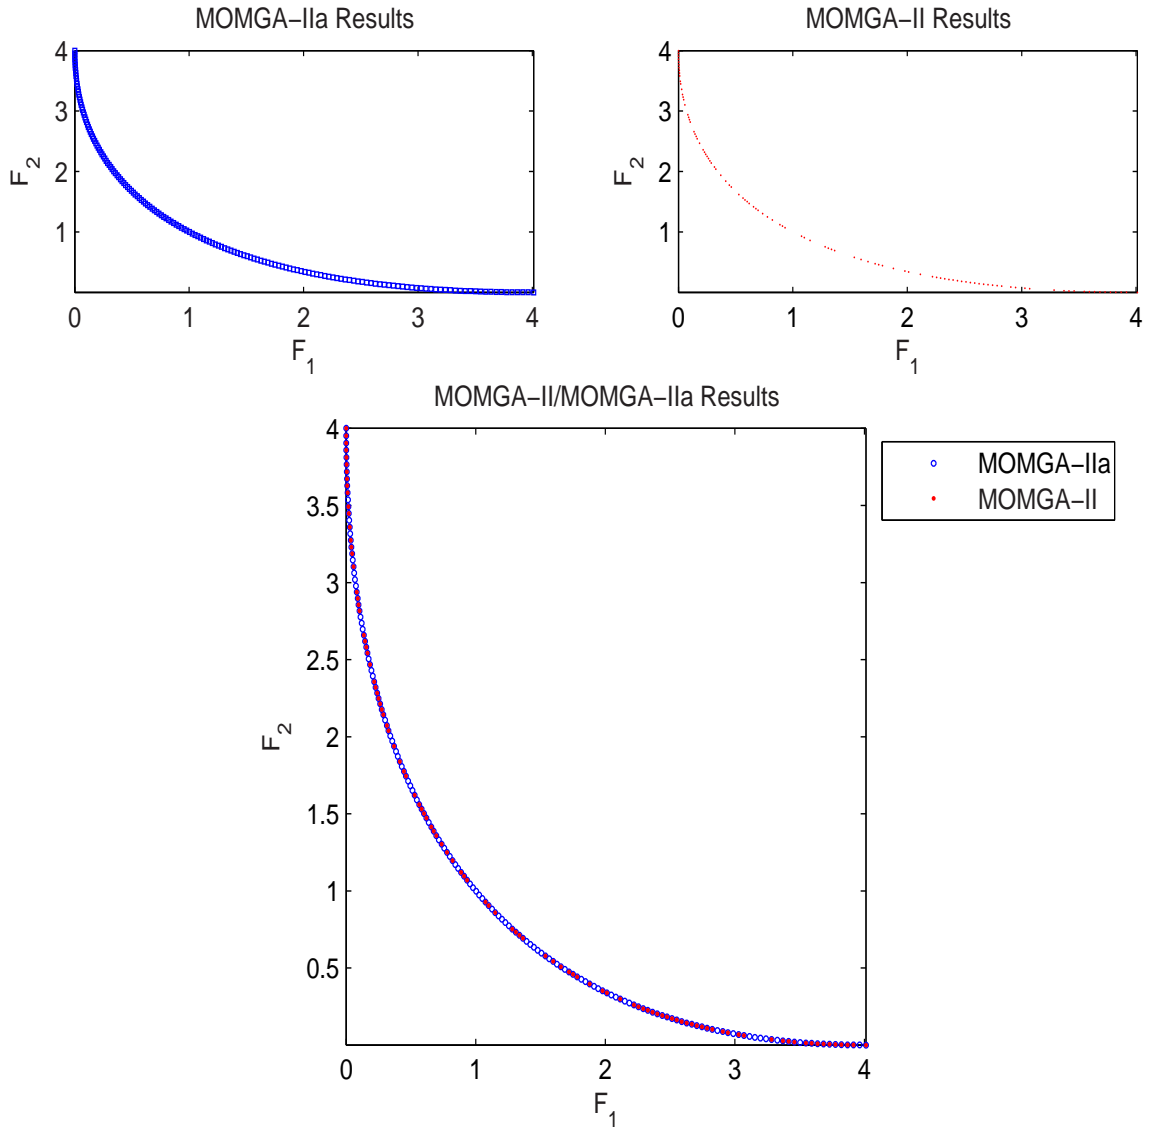 MOMGA−IIa Results
4
3
2
1
F2
0 1 2 3 4
F1
MOMGA−II Results
4
3
2
1
F2
0 1 2 3 4
F1
MOMGA−II/MOMGA−IIa Results
4
3.5
3
2.5
2
1.5
1
0.5
F2
0 1 2 3 4
F1
MOMGA−IIa
MOMGA−II